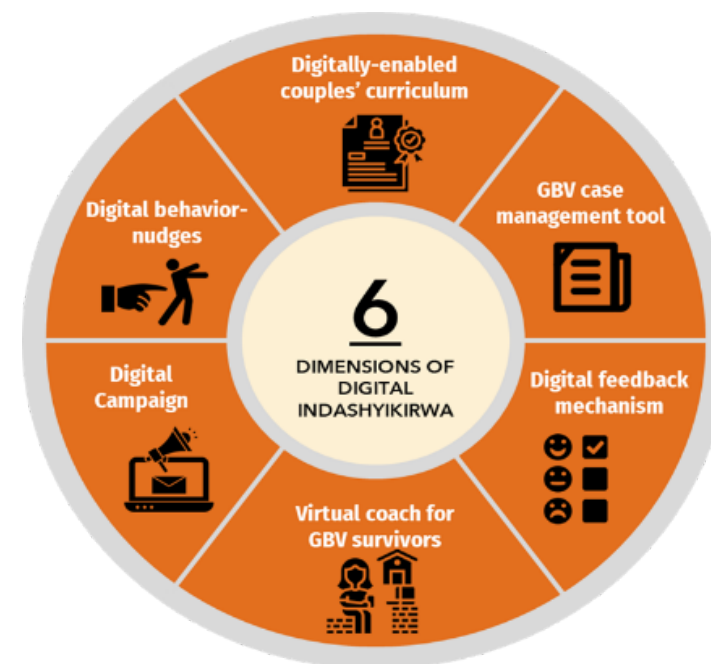 Digitally-enabled
couples' curriculum
GBV case
management tool
Digital feedback
mechanism
Virtual coach for
GBV survivors
Digital
Campaign
Digital behavior-
nudges
6
DIMENSIONS OF
DIGITAL
INDASHYIKIRWA